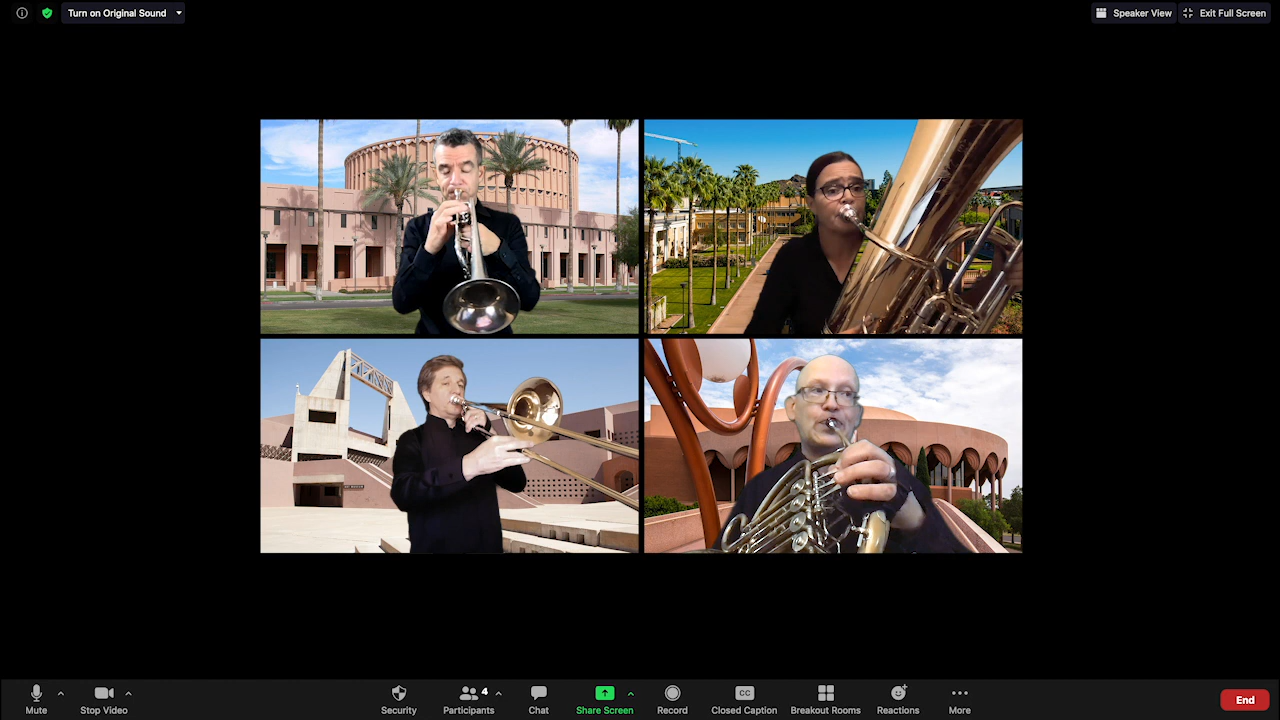 Turn on Original Sound
Speaker View
Exit Full Screen
Mute
Stop Video
Security
Participants
4
Chat
Share Screen
Record
CC
Closed Caption
Breakout Rooms
Reactions
More
End